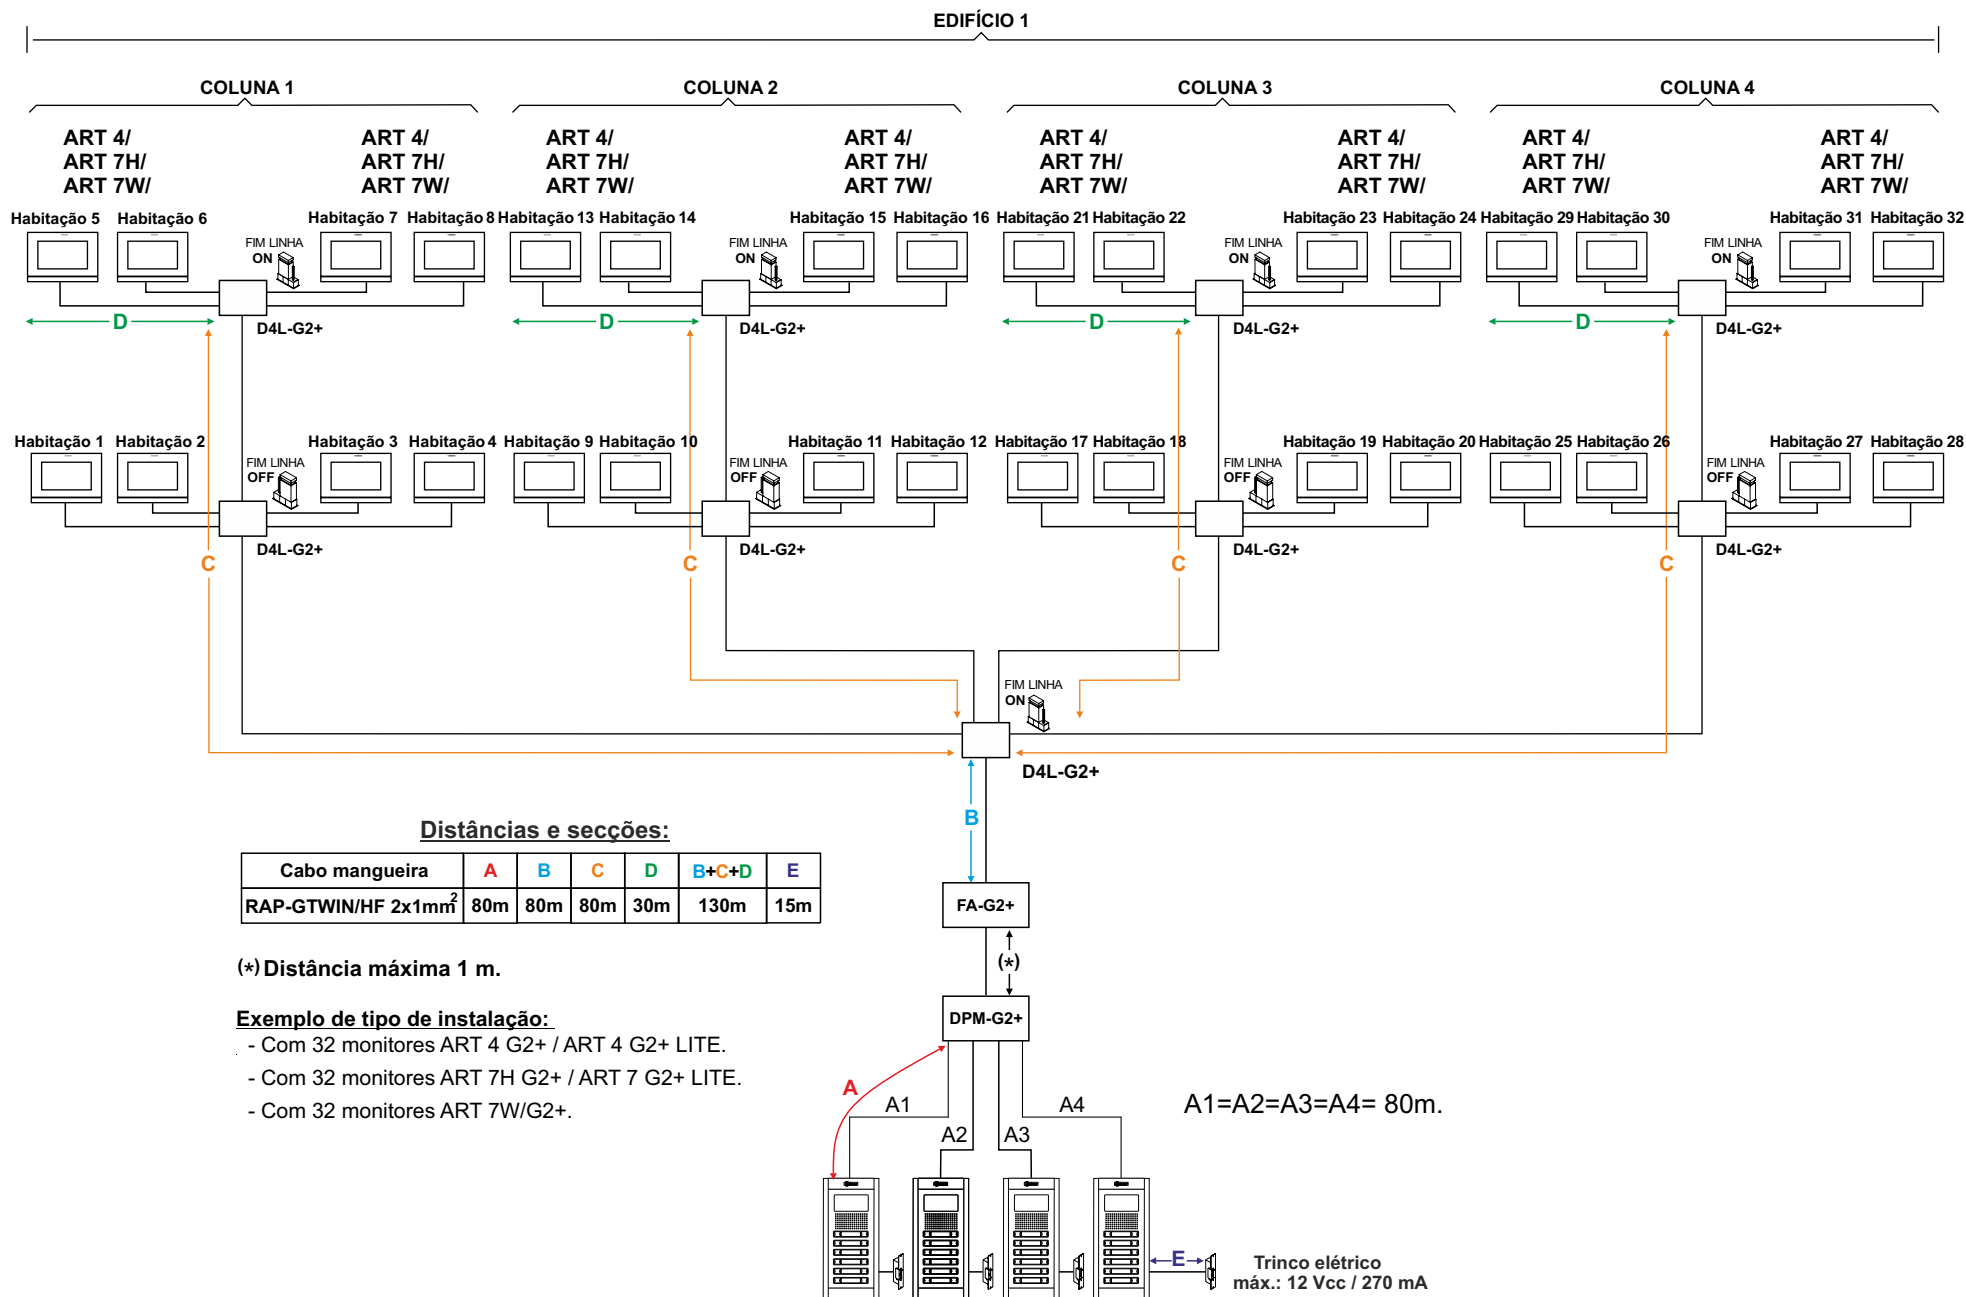 EDIFÍCIO 1
COLUNA 1
COLUNA 2
COLUNA 3
COLUNA 4
ART 4/
ART 7H/
ART 7W/
ART 4/
ART 7H/
ART 7W/
ART 4/
ART 7H/
ART 7W/
ART 4/
ART 7H/
ART 7W/
ART 4/
ART 7H/
ART 7W/
ART 4/
ART 7H/
ART 7W/
ART 4/
ART 7H/
ART 7W/
ART 4/
ART 7H/
ART 7W/
Habitação 5 Habitação 6 Habitação 7 Habitação 8 Habitação 13 Habitação 14 Habitação 15 Habitação 16 Habitação 21 Habitação 22 Habitação 23 Habitação 24 Habitação 29 Habitação 30 Habitação 31 Habitação 32
FIM LINHA
ON
FIM LINHA
ON
FIM LINHA
ON
FIM LINHA
ON
D D D D
D4L-G2+ D4L-G2+ D4L-G2+ D4L-G2+
Habitação 1 Habitação 2 Habitação 3 Habitação 4 Habitação 9 Habitação 10 Habitação 11 Habitação 12 Habitação 17 Habitação 18 Habitação 19 Habitação 20 Habitação 25 Habitação 26 Habitação 27 Habitação 28
FIM LINHA
OFF
FIM LINHA
OFF
FIM LINHA
OFF
FIM LINHA
OFF
D4L-G2+ D4L-G2+ D4L-G2+ D4L-G2+
C C C C
FIM LINHA
ON
D4L-G2+
B
Distâncias e secções:
Cabo mangueira A B C D B+C+D E
RAP-GTWIN/HF 2x1mm² 80m 80m 80m 30m 130m 15m
FA-G2+
(*)
(*) Distância máxima 1 m.
DPM-G2+
Exemplo de tipo de instalação:
- Com 32 monitores ART 4 G2+ / ART 4 G2+ LITE.
- Com 32 monitores ART 7H G2+ / ART 7 G2+ LITE.
- Com 32 monitores ART 7W/G2+.
A
A1 A2 A3 A4
A1=A2=A3=A4= 80m.
E
Trinco elétrico
máx.: 12 Vcc / 270 mA